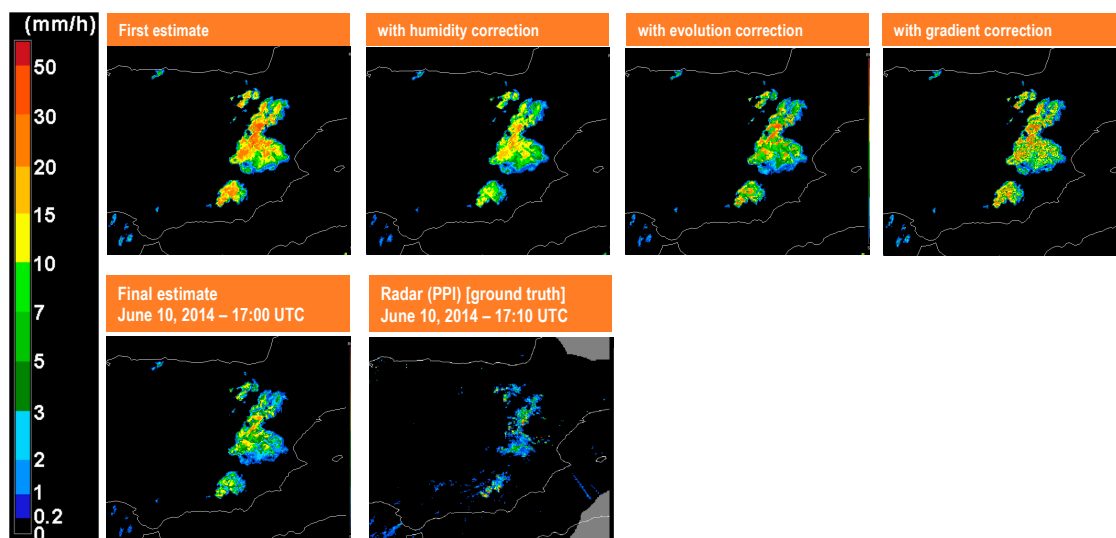 (mm/h)
50
30
20
15
10
7
5
3
2
1
0.2
0
First estimate
with humidity correction
with evolution correction
with gradient correction
Final estimate
June 10, 2014 – 17:00 UTC
Radar (PPI) [ground truth]
June 10, 2014 – 17:10 UTC